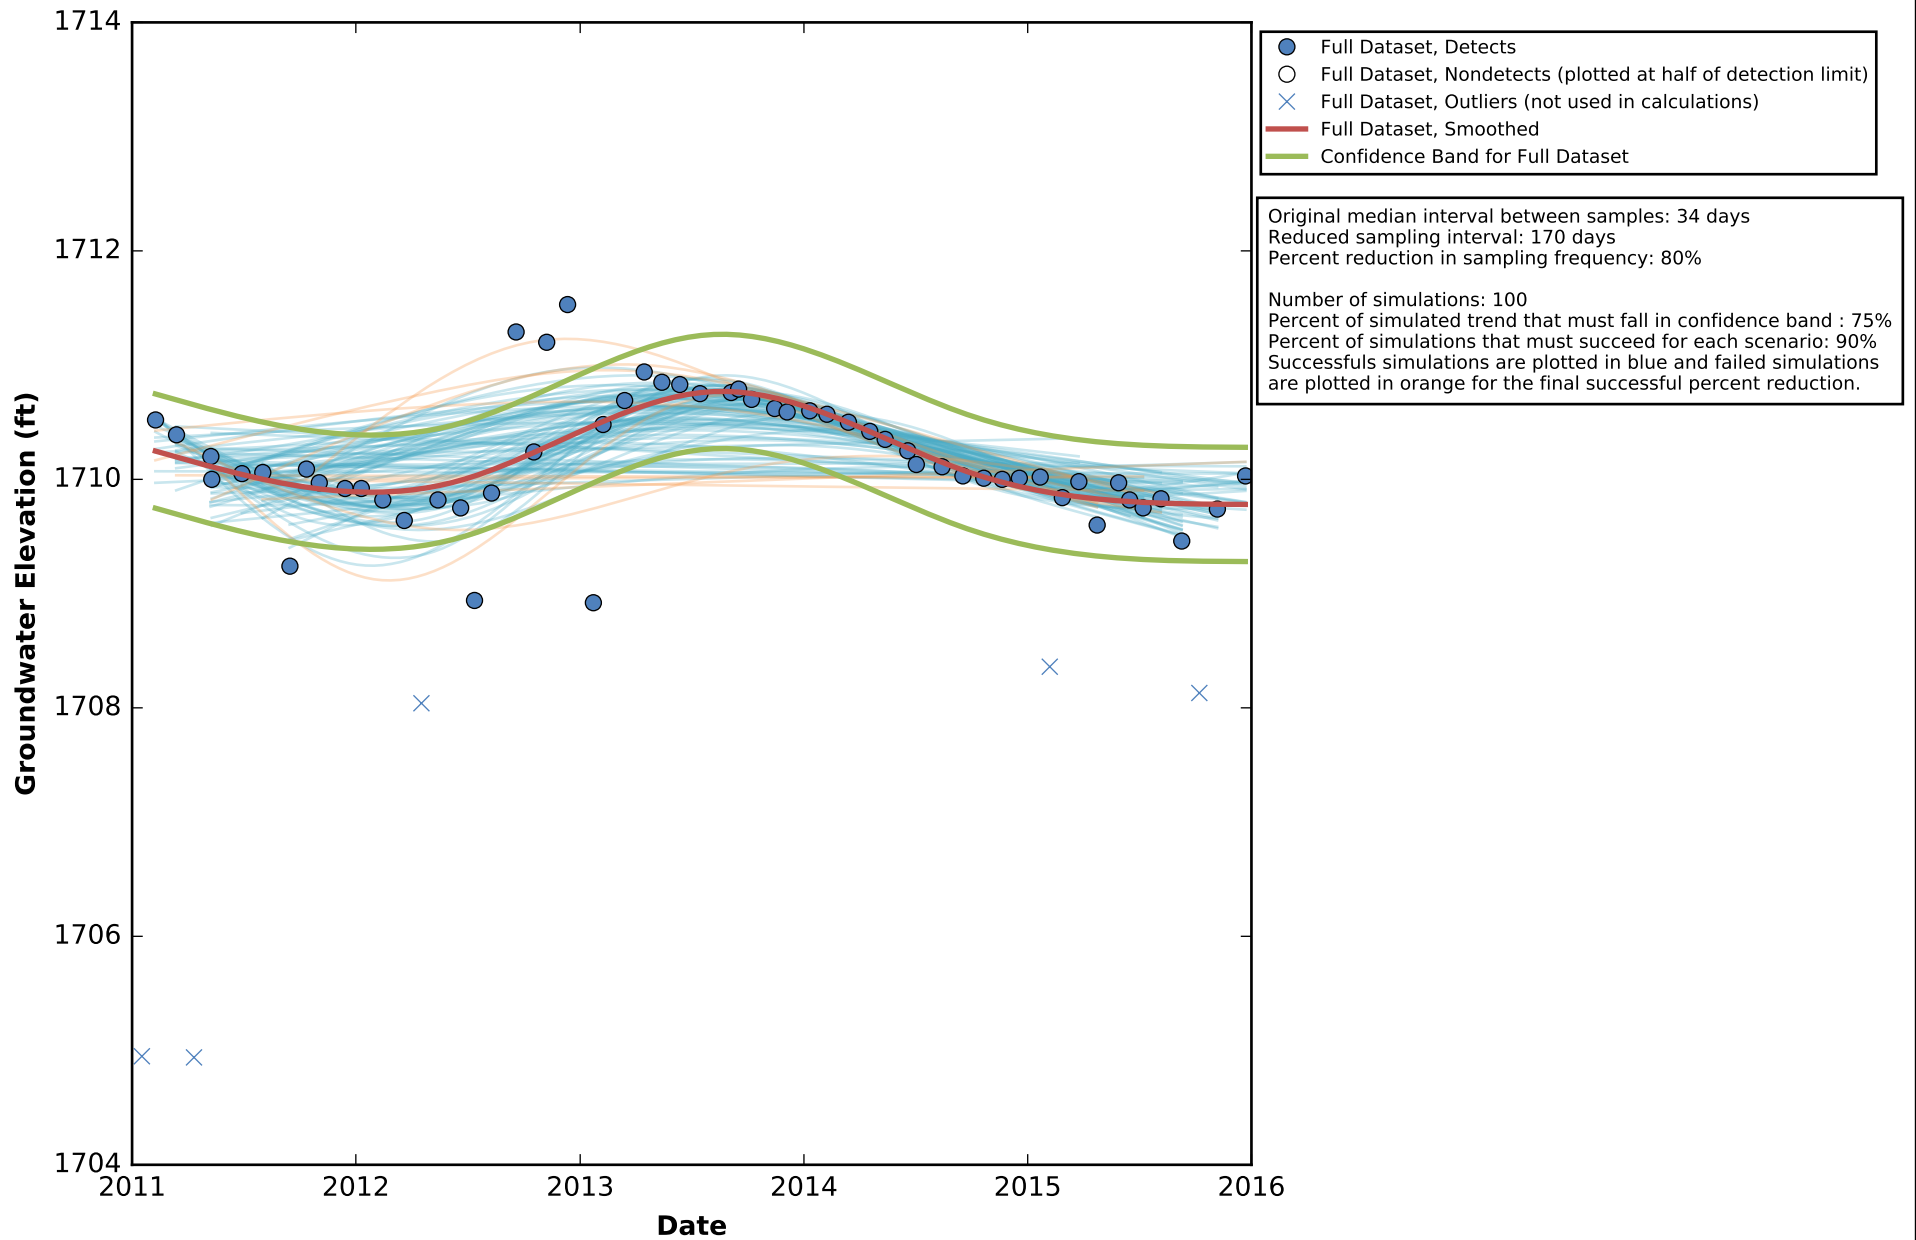 1714
1712
1710
1708
1706
1704
Groundwater Elevation (ft)
2011 2012 2013 2014 2015 2016
Date
Full Dataset, Detects
Full Dataset, Nondetects (plotted at half of detection limit)
Full Dataset, Outliers (not used in calculations)
Full Dataset, Smoothed
Confidence Band for Full Dataset
Original median interval between samples: 34 days
Reduced sampling interval: 170 days
Percent reduction in sampling frequency: 80%
Number of simulations: 100
Percent of simulated trend that must fall in confidence band : 75%
Percent of simulations that must succeed for each scenario: 90%
Successfuls simulations are plotted in blue and failed simulations
are plotted in orange for the final successful percent reduction.